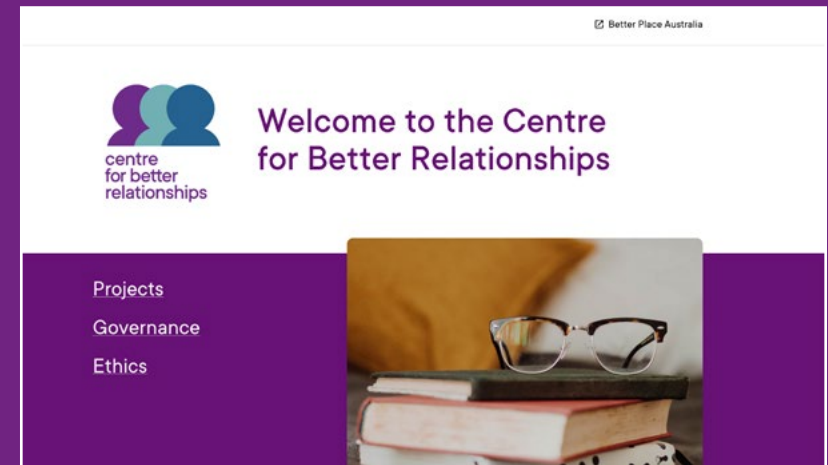 Better Place Australia
centre
for better
relationships
Welcome to the Centre
for Better Relationships
Projects
Governance
Ethics